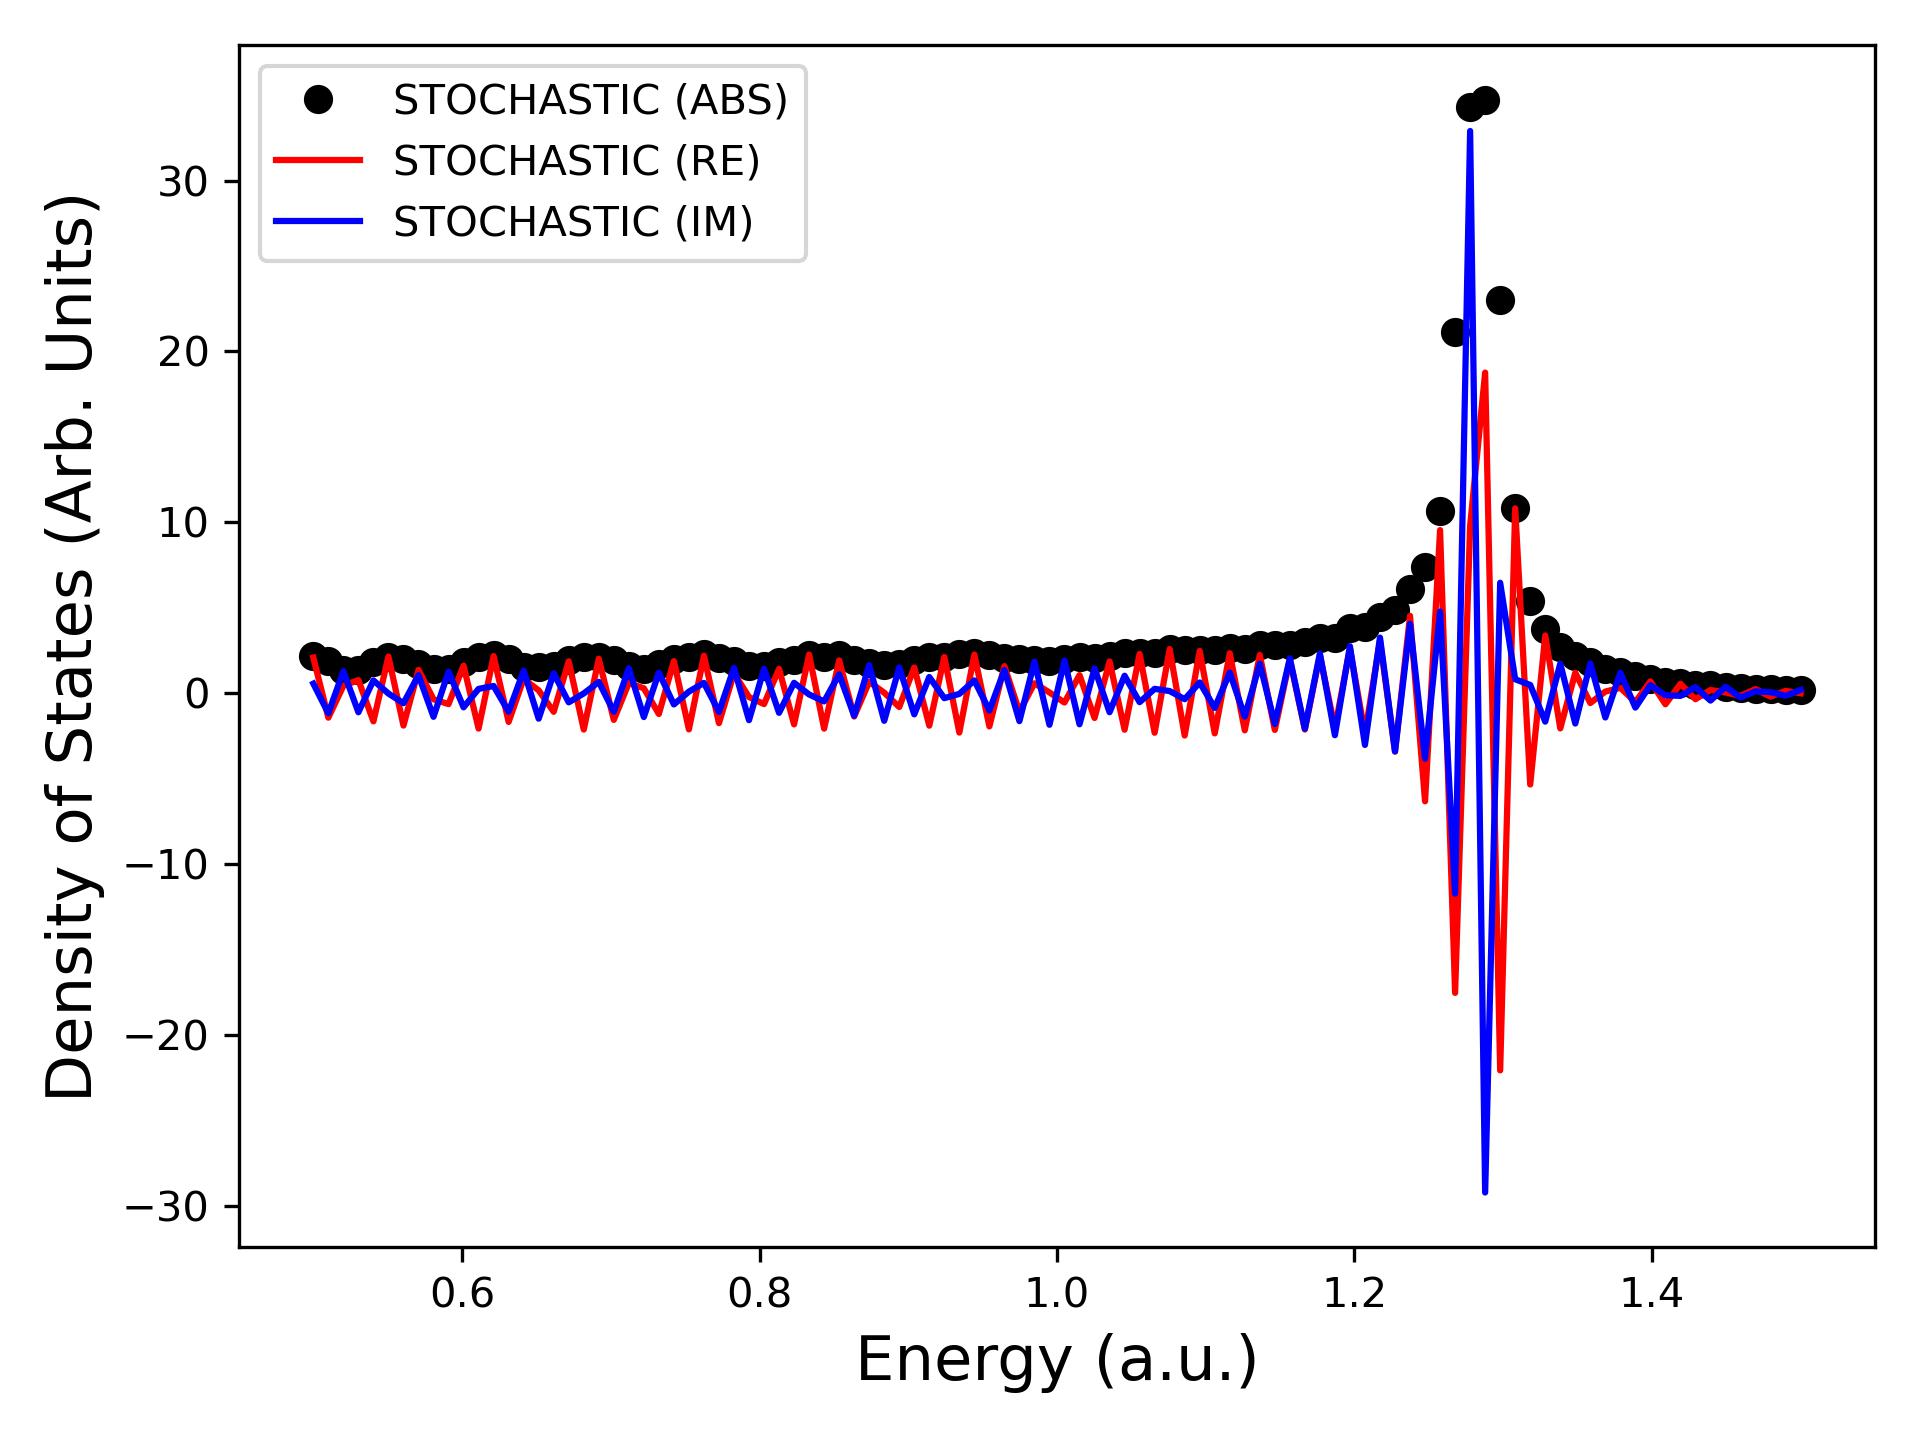 STOCHASTIC (ABS)
STOCHASTIC (RE)
STOCHASTIC (IM)
Density of States (Arb. Units)
30
20
10
0
−10
−20
−30
0.6 0.8 1.0 1.2 1.4
Energy (a.u.)